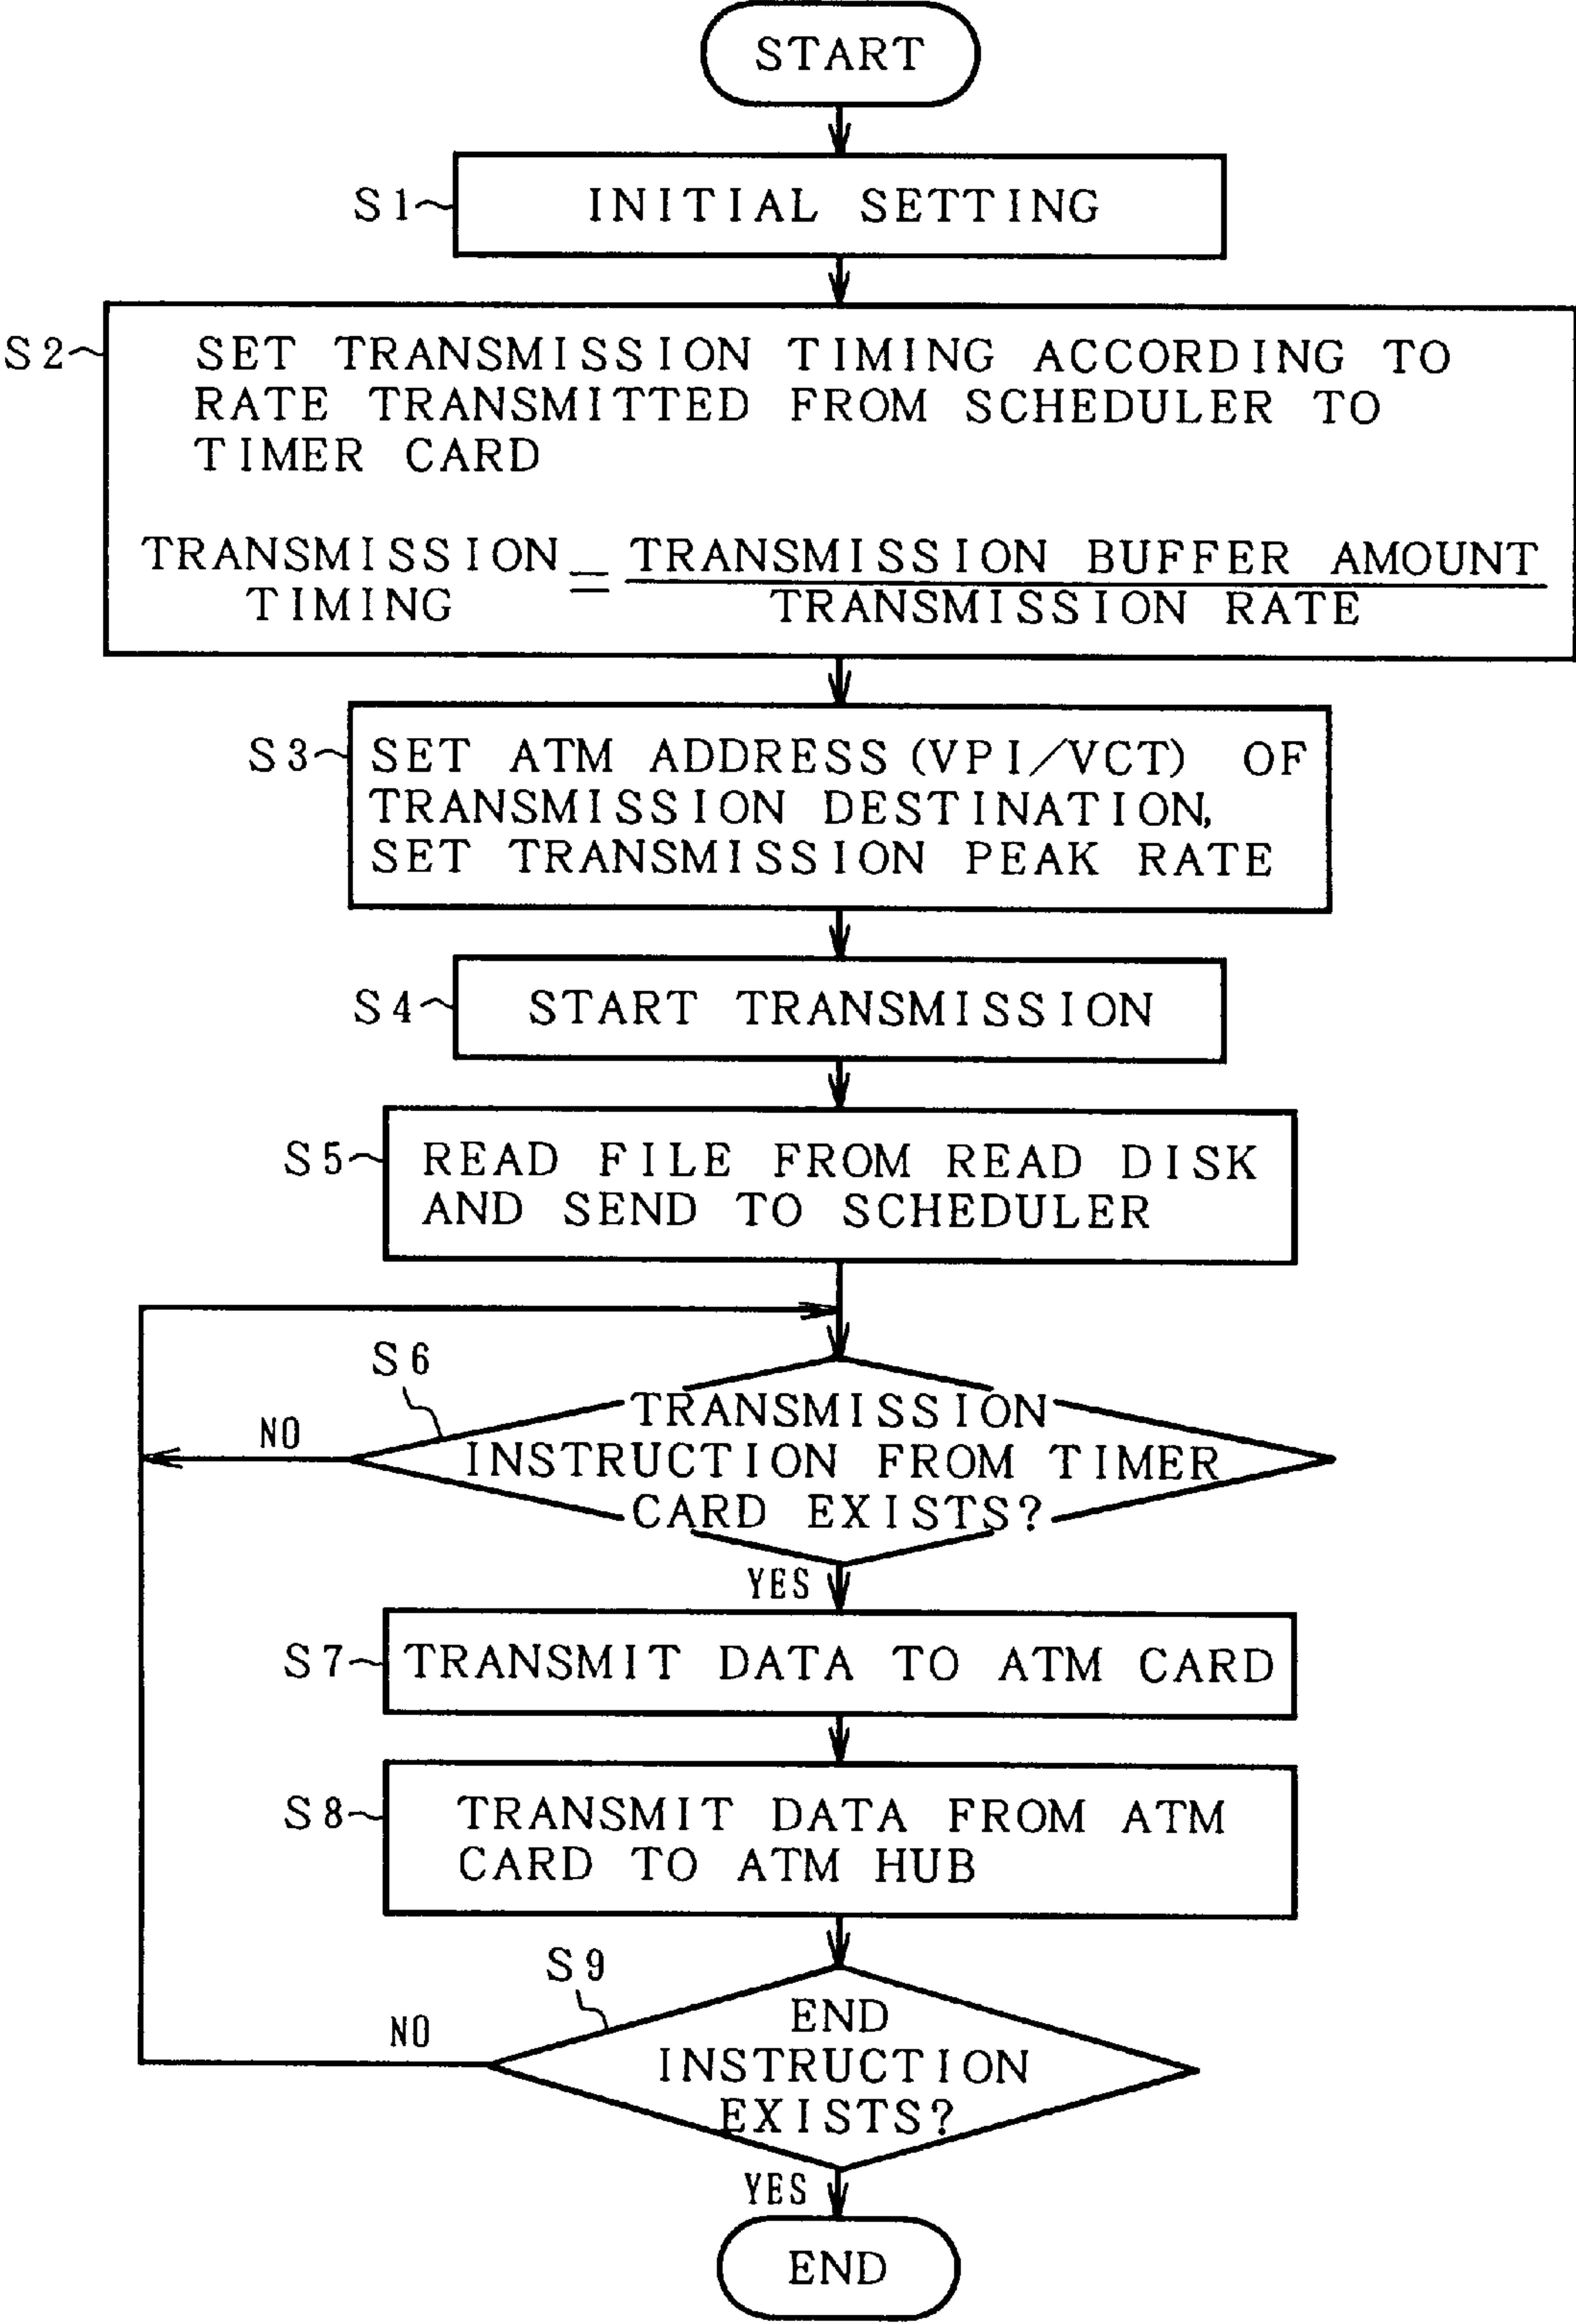 START
S1
INITIAL SETTING
S2
SET TRANSMISSION TIMING ACCORDING TO
RATE TRANSMITTED FROM SCHEDULER TO
TIMER CARD
TRANSMISSION
TIMING
=
TRANSMISSION BUFFER AMOUNT
TRANSMISSION RATE
S3
SET ATM ADDRESS (VPI/VCT) OF
TRANSMISSION DESTINATION,
SET TRANSMISSION PEAK RATE
S4
START TRANSMISSION
S5
READ FILE FROM READ DISK
AND SEND TO SCHEDULER
S6
TRANSMISSION
INSTRUCTION FROM TIMER
CARD EXISTS?
NO
YES
S7
TRANSMIT DATA TO ATM CARD
S8
TRANSMIT DATA FROM ATM
CARD TO ATM HUB
S9
END
INSTRUCTION
EXISTS?
NO
YES
END